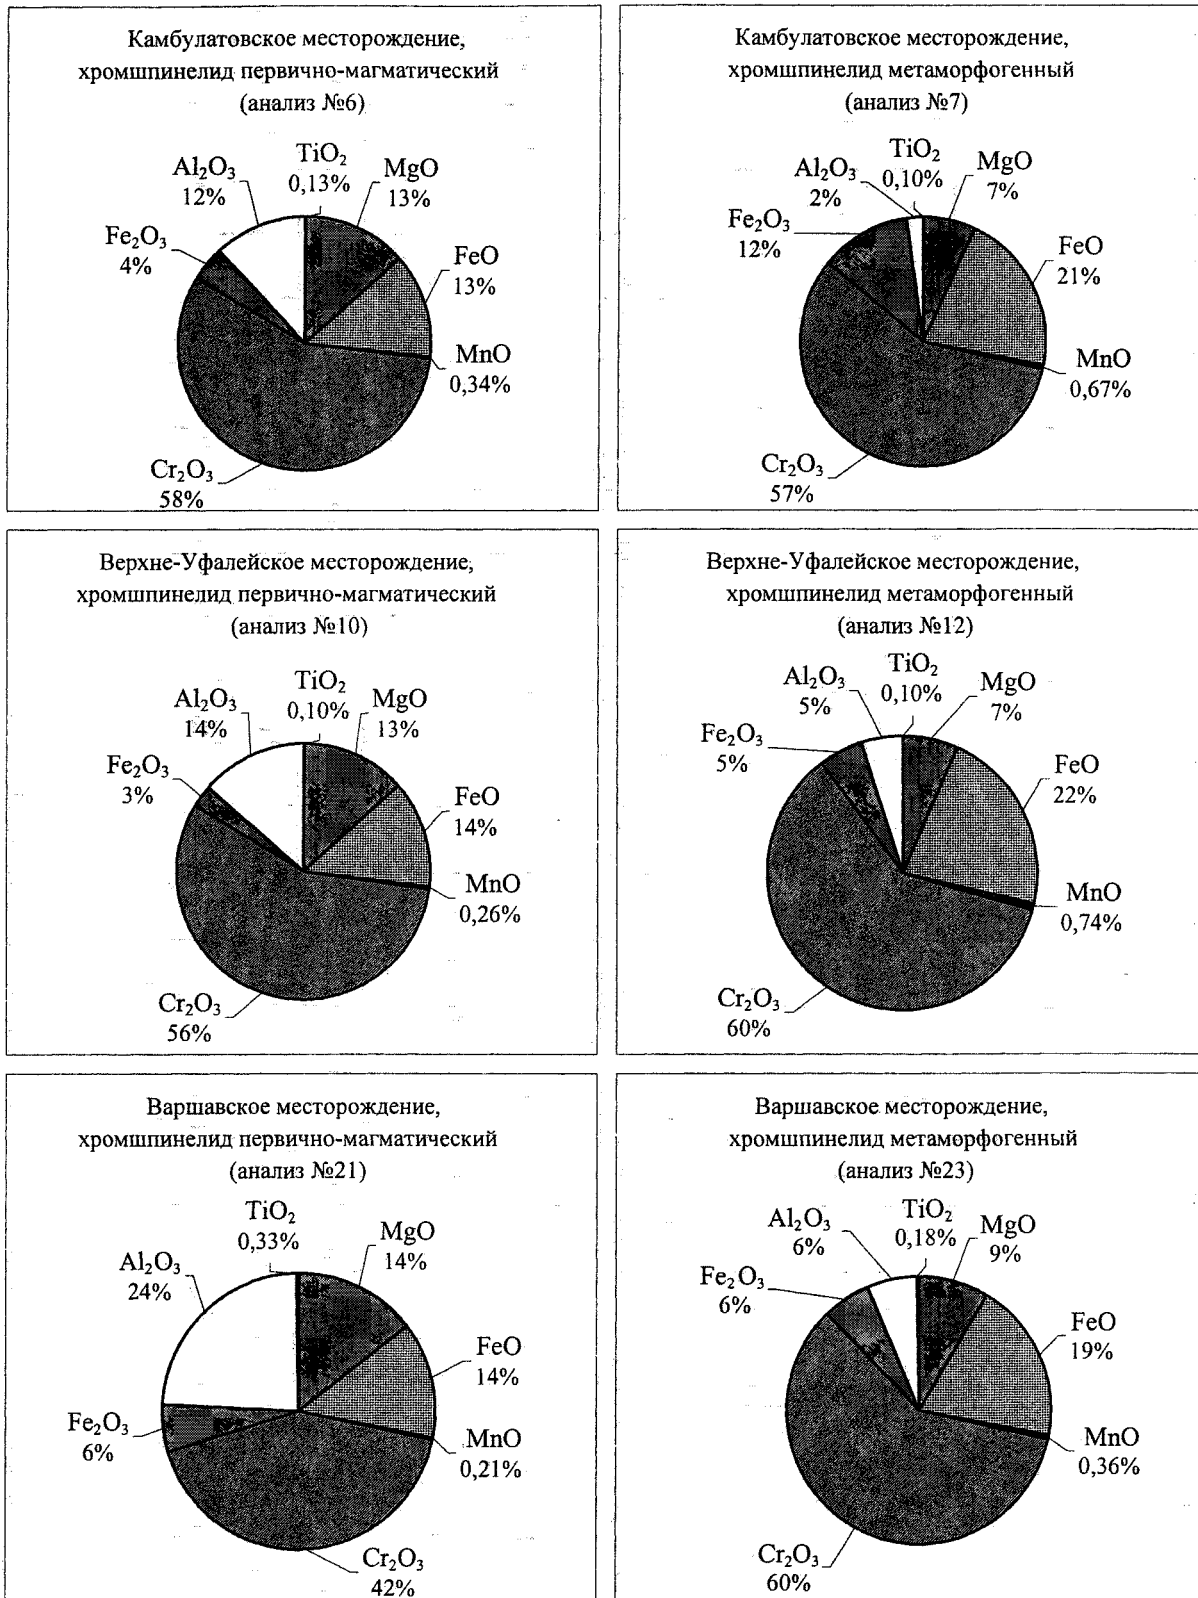 Камбулатовское месторождение,
хромшпинелид первично-магматический
(анализ №6)
TiO₂
0,13%
MgO
13%
FeO
13%
MnO
0,34%
Cr₂O₃
58%
Fe₂O₃
4%
Al₂O₃
12%
Камбулатовское месторождение,
хромшпинелид метаморфогенный
(анализ №7)
TiO₂
0,10%
MgO
7%
FeO
21%
MnO
0,67%
Cr₂O₃
57%
Fe₂O₃
12%
Al₂O₃
2%
Верхне-Уфалейское месторождение,
хромшпинелид первично-магматический
(анализ №10)
TiO₂
0,10%
MgO
13%
FeO
14%
MnO
0,26%
Cr₂O₃
56%
Fe₂O₃
3%
Al₂O₃
14%
Верхне-Уфалейское месторождение,
хромшпинелид метаморфогенный
(анализ №12)
TiO₂
0,10%
MgO
7%
FeO
22%
MnO
0,74%
Cr₂O₃
60%
Fe₂O₃
5%
Al₂O₃
5%
Варшавское месторождение,
хромшпинелид первично-магматический
(анализ №21)
TiO₂
0,33%
MgO
14%
FeO
14%
MnO
0,21%
Cr₂O₃
42%
Fe₂O₃
6%
Al₂O₃
24%
Варшавское месторождение,
хромшпинелид метаморфогенный
(анализ №23)
TiO₂
0,18%
MgO
9%
FeO
19%
MnO
0,36%
Cr₂O₃
60%
Fe₂O₃
6%
Al₂O₃
6%